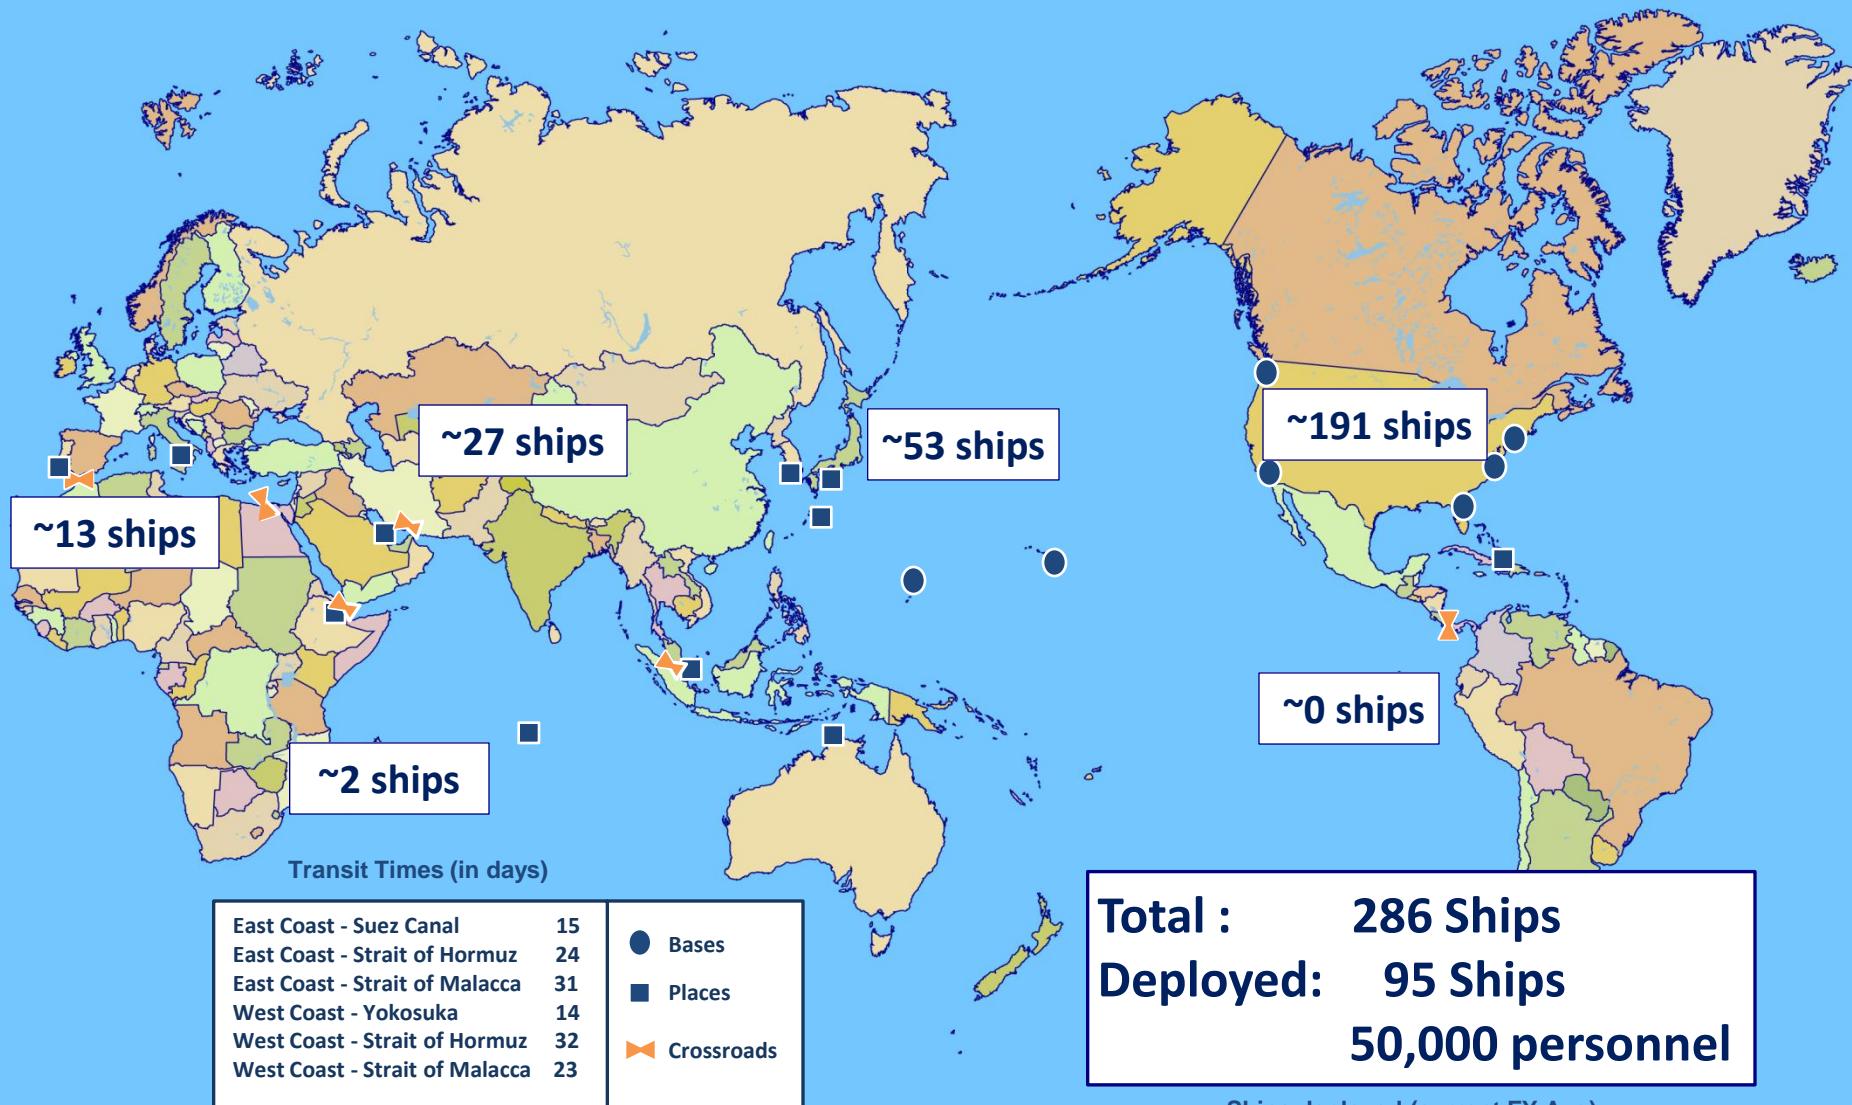 ~27 ships
~53 ships
~191 ships
~13 ships
~0 ships
~2 ships
Transit Times (in days)
East Coast - Suez Canal 15
East Coast - Strait of Hormuz 24
East Coast - Strait of Malacca 31
West Coast - Yokosuka 14
West Coast - Strait of Hormuz 32
West Coast - Strait of Malacca 23
Bases
Places
Crossroads
Total : 286 Ships
Deployed: 95 Ships
50,000 personnel